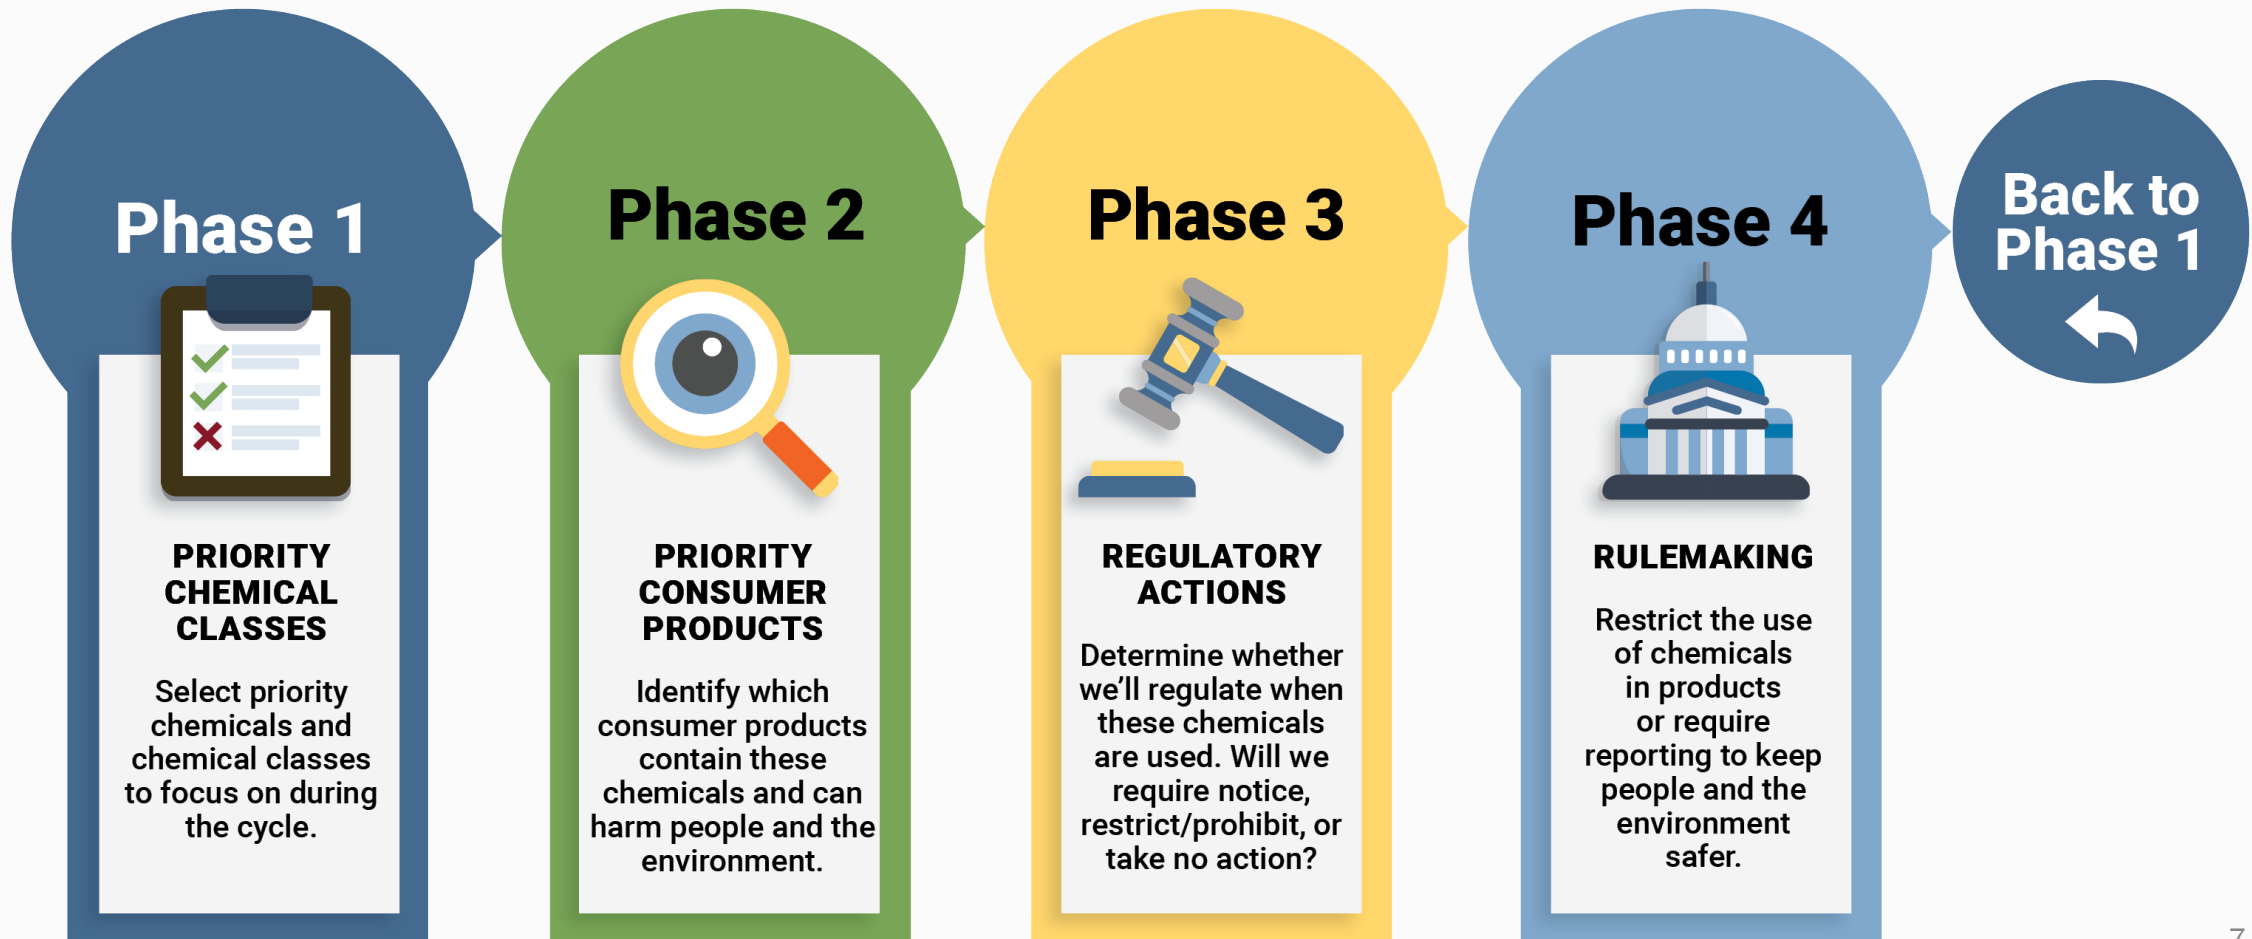 Phase 1
PRIORITY
CHEMICAL
CLASSES
Select priority
chemicals and
chemical classes
to focus on during
the cycle.
Phase 2
PRIORITY
CONSUMER
PRODUCTS
Identify which
consumer products
contain these
chemicals and can
harm people and the
environment.
Phase 3
REGULATORY
ACTIONS
Determine whether
we’ll regulate when
these chemicals
are used. Will we
require notice,
restrict/prohibit, or
take no action?
Phase 4
RULEMAKING
Restrict the use
of chemicals
in products
or require
reporting to keep
people and the
environment
safer.
Back to
Phase 1
7